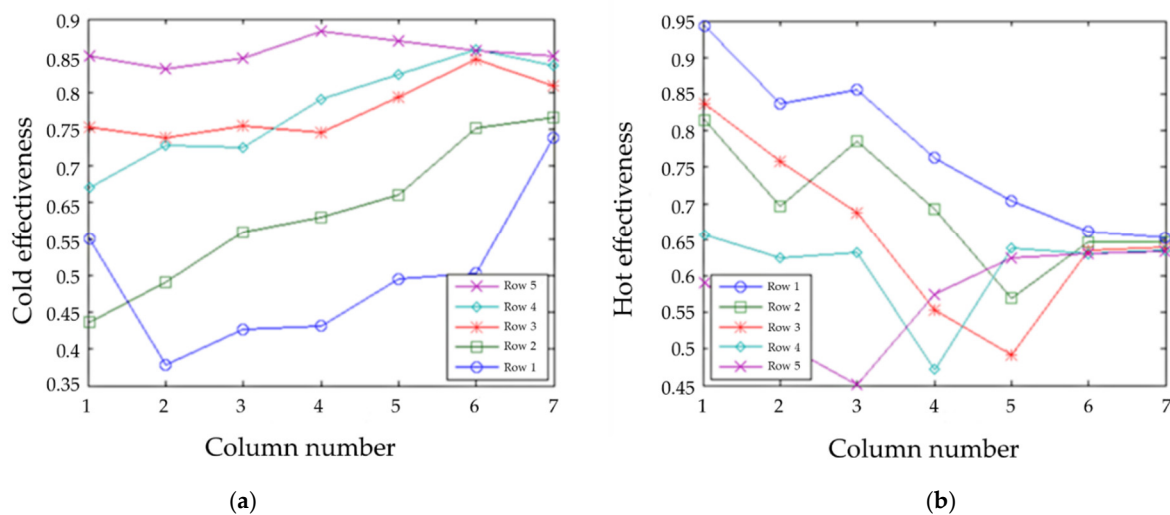 Cold effectiveness
0.9
0.85
0.8
0.75
0.7
0.65
0.55
0.5
0.45
0.4
0.35
Row 5
Row 4
Row 3
Row 2
Row 1
1 2 3 4 5 6 7
Column number
(a)
Hot effectiveness
0.95
0.9
0.85
0.8
0.75
0.7
0.65
0.6
0.55
0.5
0.45
Row 1
Row 2
Row 3
Row 4
Row 5
1 2 3 4 5 6 7
Column number
(b)